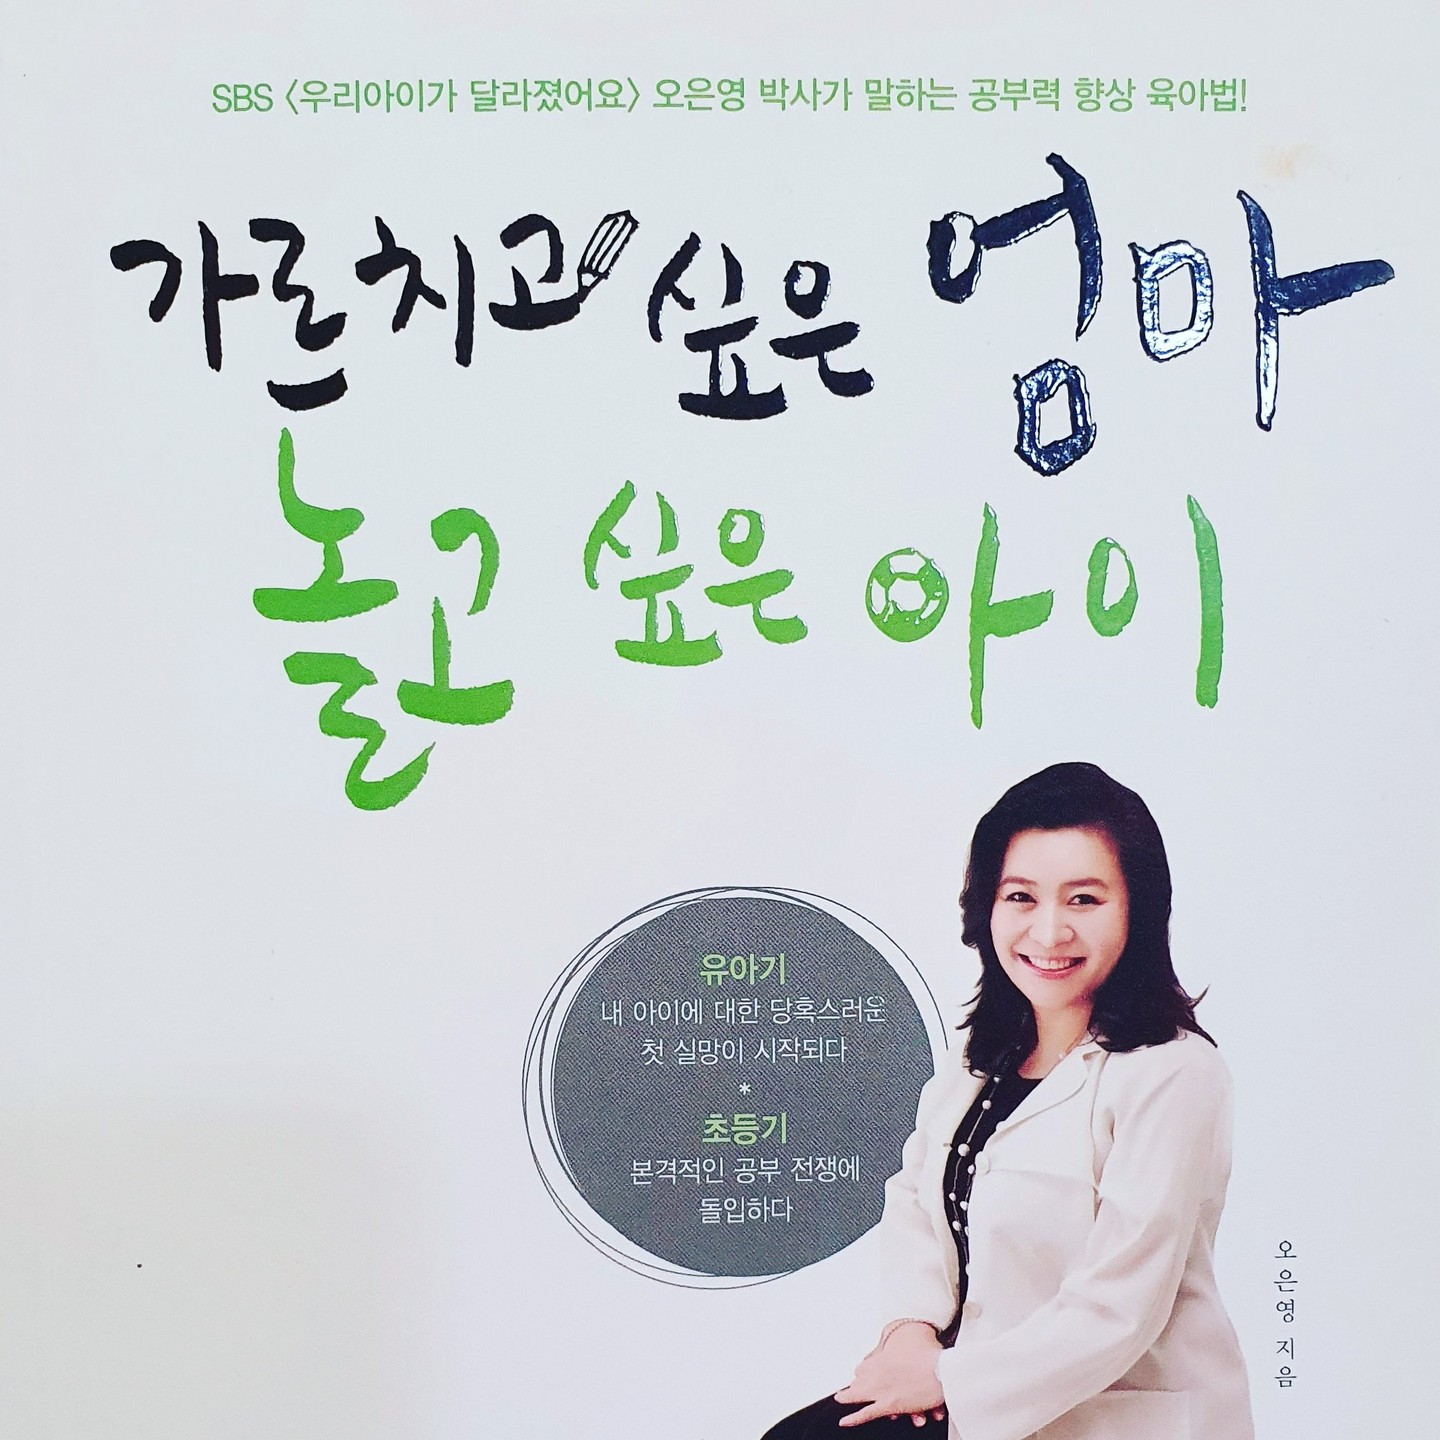 SBS 〈우리아이가 달라졌어요〉 오은영 박사가 말하는 공부력 향상 육아법!
가르치고 싶은 엄마
놀고 싶은 아이
유아기
내 아이에 대한 당혹스러운
첫 실망이 시작되다
*
초등기
본격적인 공부 전쟁에
돌입하다
오은영 지음